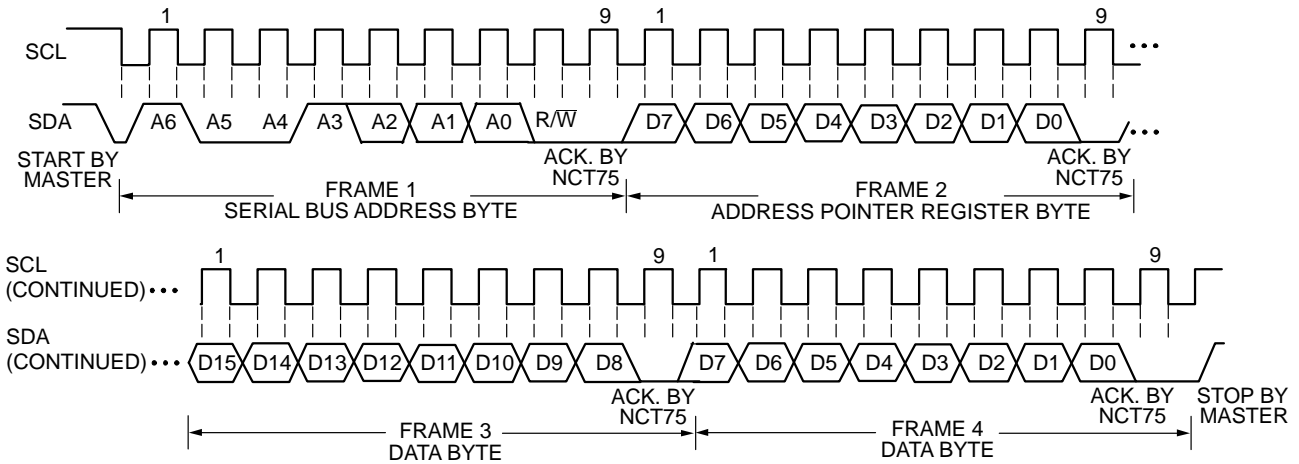 1 9 1 9
SCL •••
SDA A6 A5 A4 A3 A2 A1 A0 R/W̅ D7 D6 D5 D4 D3 D2 D1 D0 •••
START BY MASTER
ACK. BY NCT75
ACK. BY NCT75
FRAME 1
SERIAL BUS ADDRESS BYTE
FRAME 2
ADDRESS POINTER REGISTER BYTE
1 9 1 9
SCL
(CONTINUED) •••
SDA
(CONTINUED) ••• D15 D14 D13 D12 D11 D10 D9 D8 D7 D6 D5 D4 D3 D2 D1 D0
ACK. BY NCT75
ACK. BY NCT75
STOP BY MASTER
FRAME 3
DATA BYTE
FRAME 4
DATA BYTE